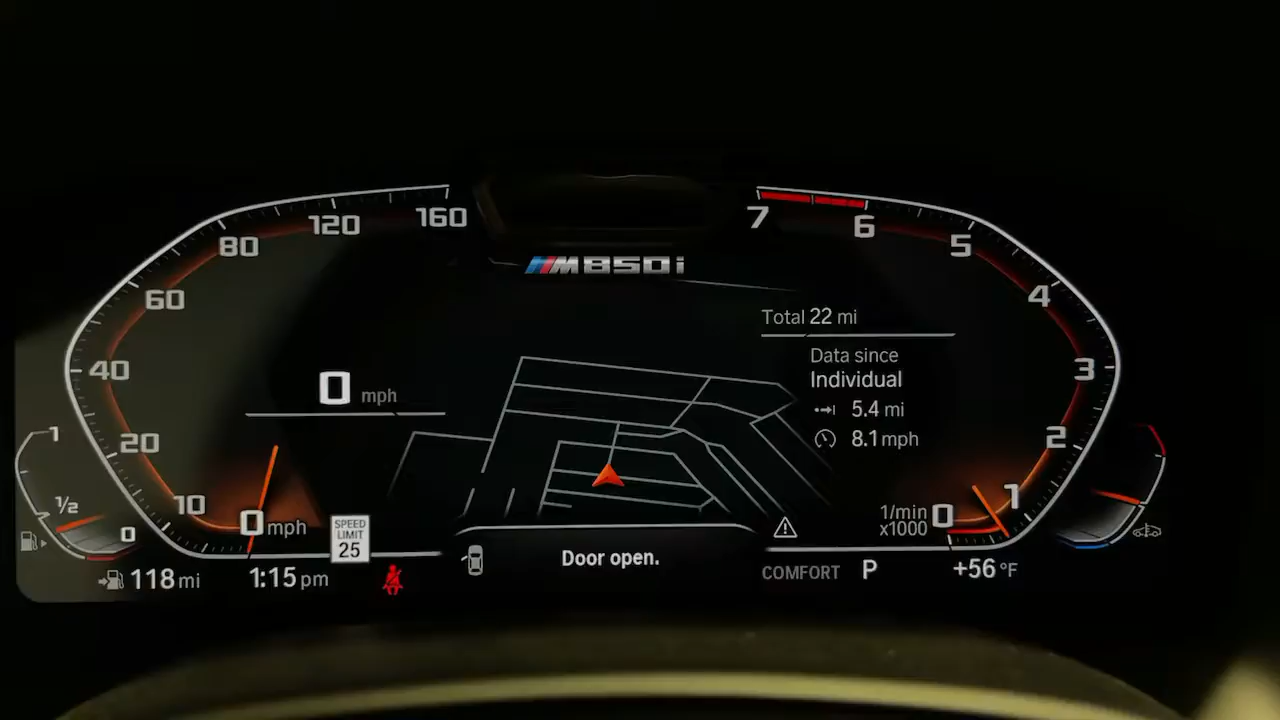 160
120
80
60
40
20
10
0 mph
0 mph
1
1/2
0
118 mi
1:15 pm
SPEED
LIMIT
25
M850i
Total 22 mi
Data since
Individual
5.4 mi
8.1 mph
Door open.
7
6
5
4
3
2
1
0
1/min
x1000
COMFORT P
+56 °F